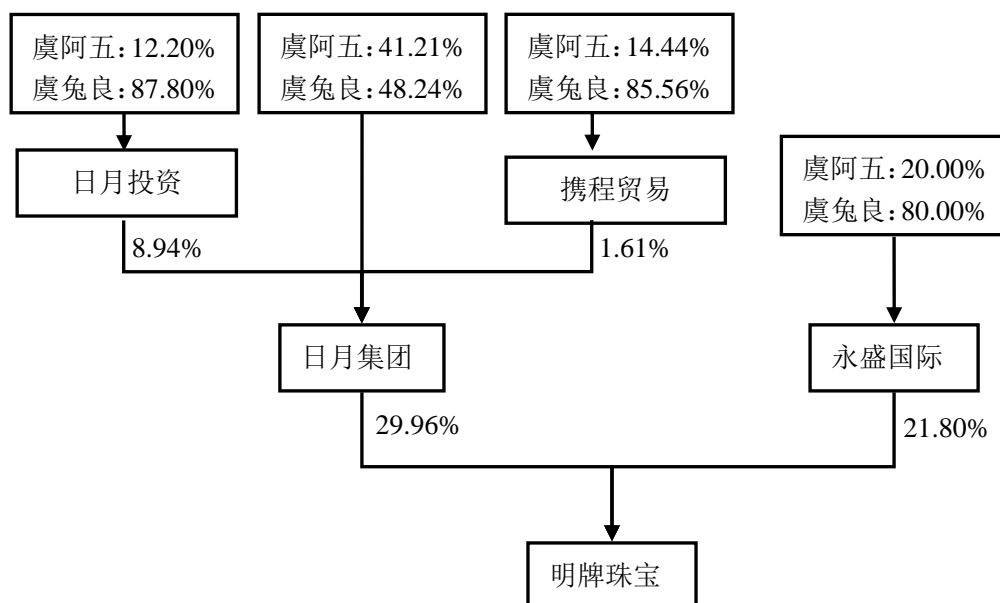 虞阿五：12.20%
虞兔良：87.80%
虞阿五：41.21%
虞兔良：48.24%
虞阿五：14.44%
虞兔良：85.56%
日月投资
携程贸易
虞阿五：20.00%
虞兔良：80.00%
8.94%
1.61%
日月集团
永盛国际
29.96%
21.80%
明牌珠宝